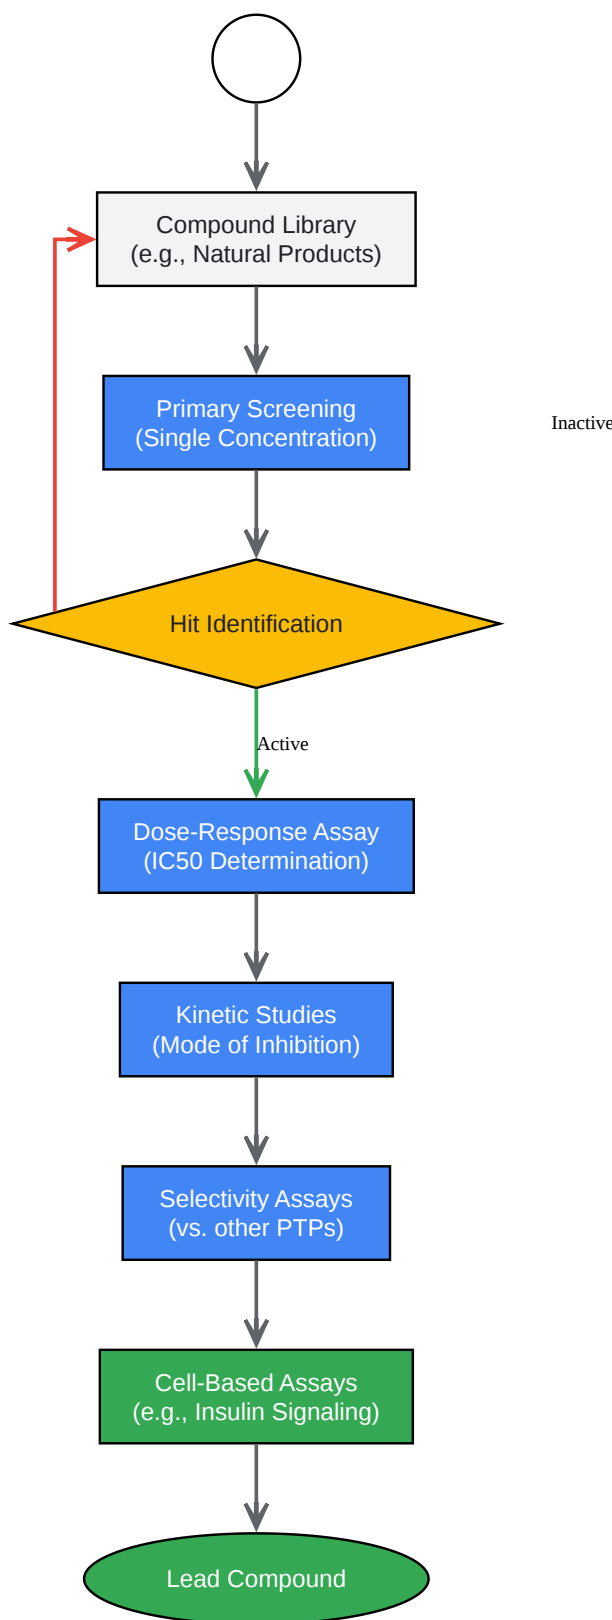 Compound Library
(e.g., Natural Products)
Primary Screening
(Single Concentration)
Inactive
Hit Identification
Active
Dose-Response Assay
(IC50 Determination)
Kinetic Studies
(Mode of Inhibition)
Selectivity Assays
(vs. other PTPs)
Cell-Based Assays
(e.g., Insulin Signaling)
Lead Compound